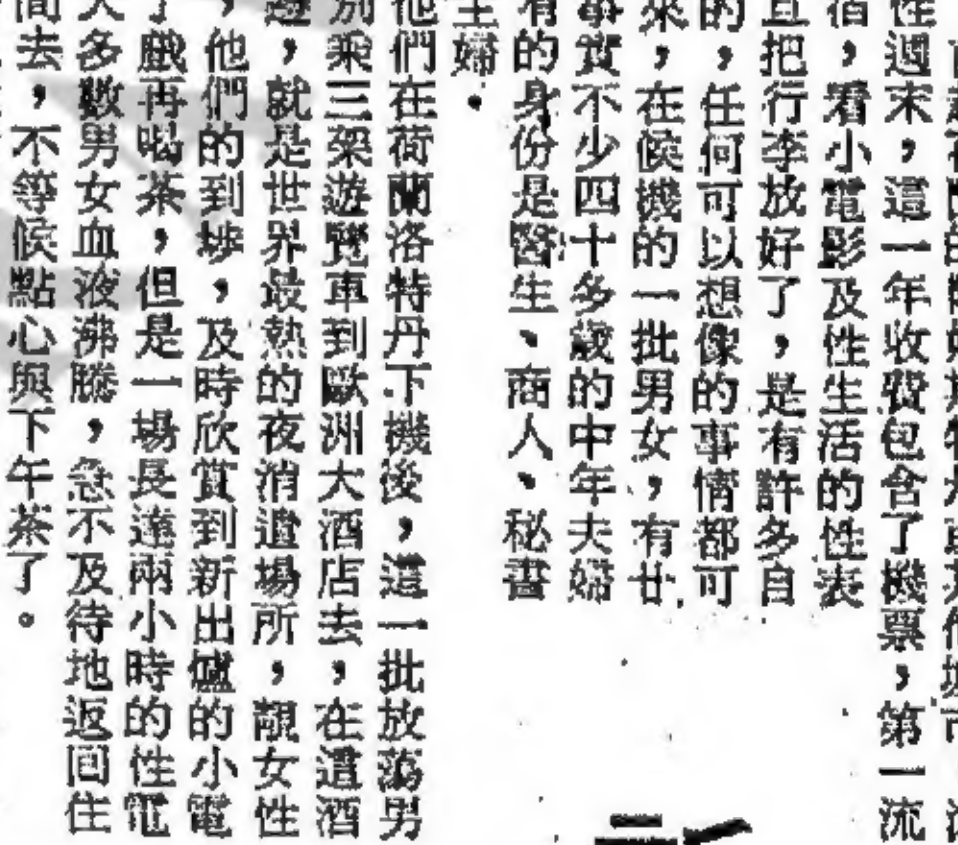 性週末，這一年收費包含了機票，第一流
宿，看小電影及性生活的性表
且把行李放好了，是有許多自
的，任何可以想像的事情都可
來，在候機的一批男女，有廿
事實不少四十多歲的中年夫婦
有的身份是醫生、商人、秘書
主婦．
他們在荷蘭洛特丹下機後，這一批放蕩男
別乘三架遊覽車到歐洲大酒店去，在這酒
遊，就是世界最熱的夜消遣場所，靚女性
，他們的到埗，及時欣賞到新出爐的小電
了戲再喝茶，但是一場長達兩小時的性電
大多數男女血液沸騰，急不及待地返回住
間去，不等候點心與下午茶了。